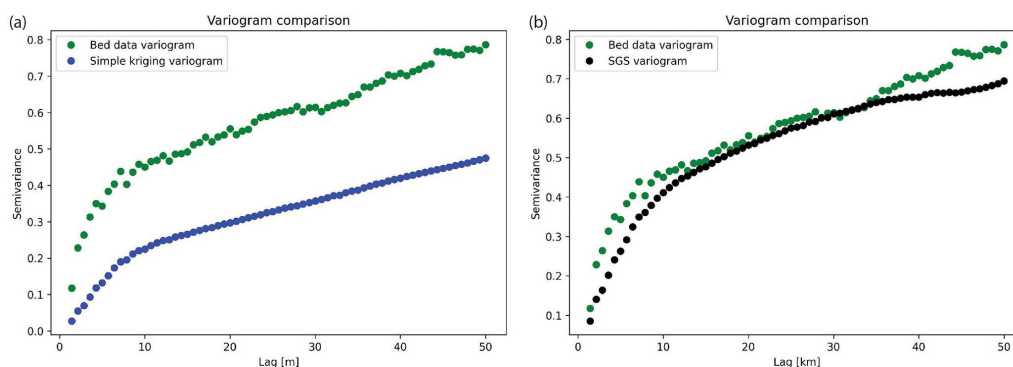 (a)
Variogram comparison
Bed data variogram
Simple kriging variogram
Semivariance
0.8
0.7
0.6
0.5
0.4
0.3
0.2
0.1
0.0
0 10 20 30 40 50
Lag [m]
(b)
Variogram comparison
Bed data variogram
SGS variogram
Semivariance
0.8
0.7
0.6
0.5
0.4
0.3
0.2
0.1
0 10 20 30 40 50
Lag [km]